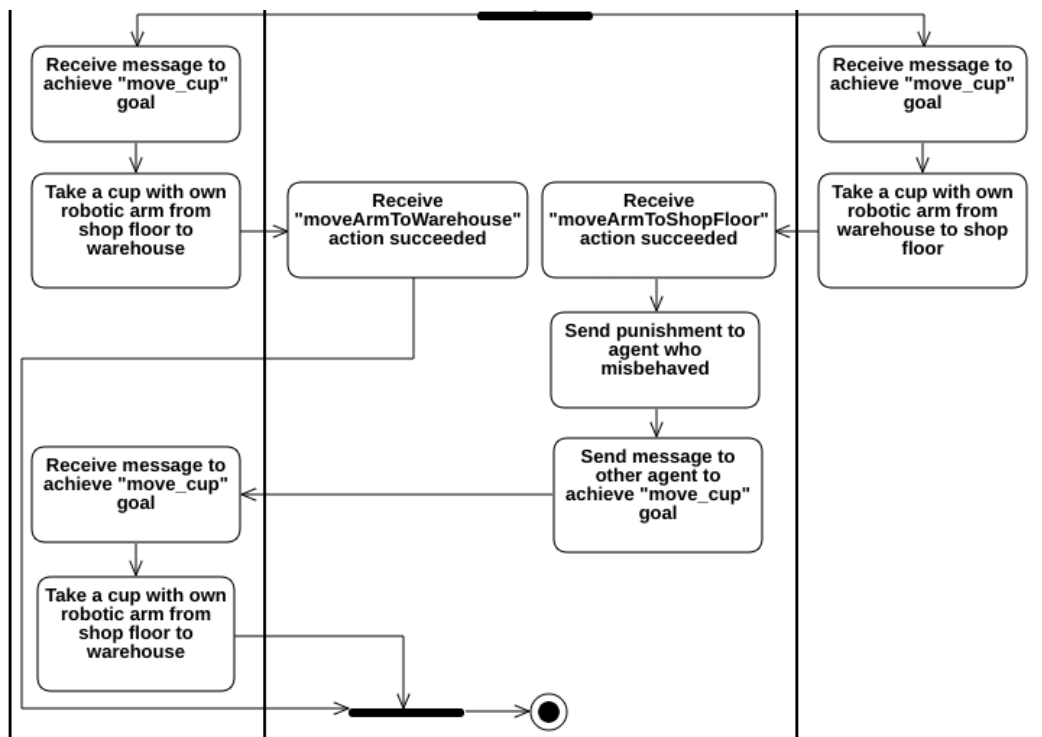 Receive message to
achieve "move_cup"
goal
Receive message to
achieve "move_cup"
goal
Take a cup with own
robotic arm from
shop floor to
warehouse
Receive
"moveArmToWarehouse"
action succeeded
Receive
"moveArmToShopFloor"
action succeeded
Take a cup with own
robotic arm from
warehouse to shop
floor
Send punishment to
agent who
misbehaved
Receive message to
achieve "move_cup"
goal
Send message to
other agent to
achieve "move_cup"
goal
Take a cup with own
robotic arm from
shop floor to
warehouse